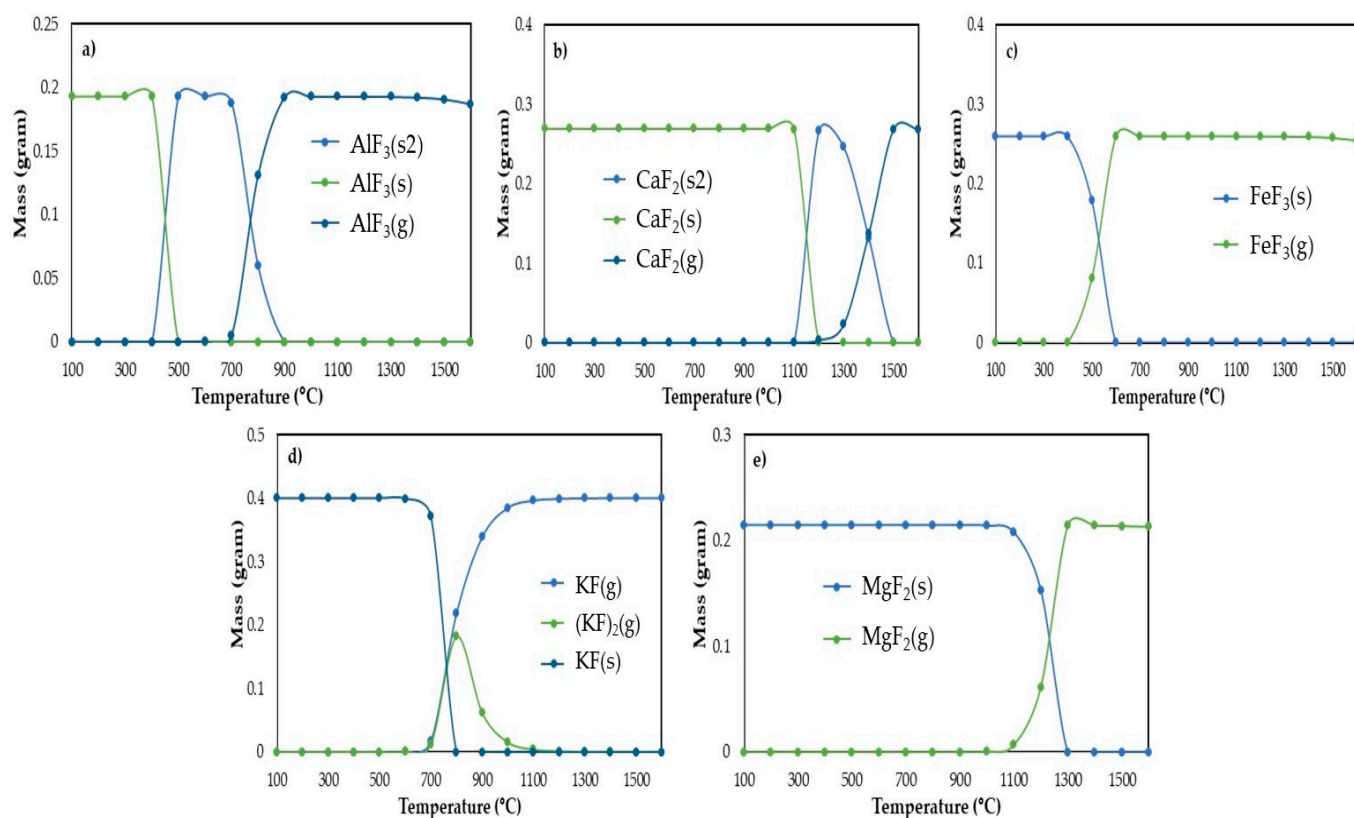 a)
0.25
0.2
0.15
0.1
0.05
0
Mass (gram)
AlF₃(s2)
AlF₃(s)
AlF₃(g)
100 300 500 700 900 1100 1300 1500
Temperature (°C)
b)
0.4
0.3
0.2
0.1
0
Mass (gram)
CaF₂(s2)
CaF₂(s)
CaF₂(g)
100 300 500 700 900 1100 1300 1500
Temperature (°C)
c)
0.4
0.3
0.2
0.1
0
Mass (gram)
FeF₃(s)
FeF₃(g)
100 300 500 700 900 1100 1300 1500
Temperature (°C)
d)
0.5
0.4
0.3
0.2
0.1
0
Mass (gram)
KF(g)
(KF)₂(g)
KF(s)
100 300 500 700 900 1100 1300 1500
Temperature (°C)
e)
0.3
0.2
0.1
0
Mass (gram)
MgF₂(s)
MgF₂(g)
100 300 500 700 900 1100 1300 1500
Temperature (°C)